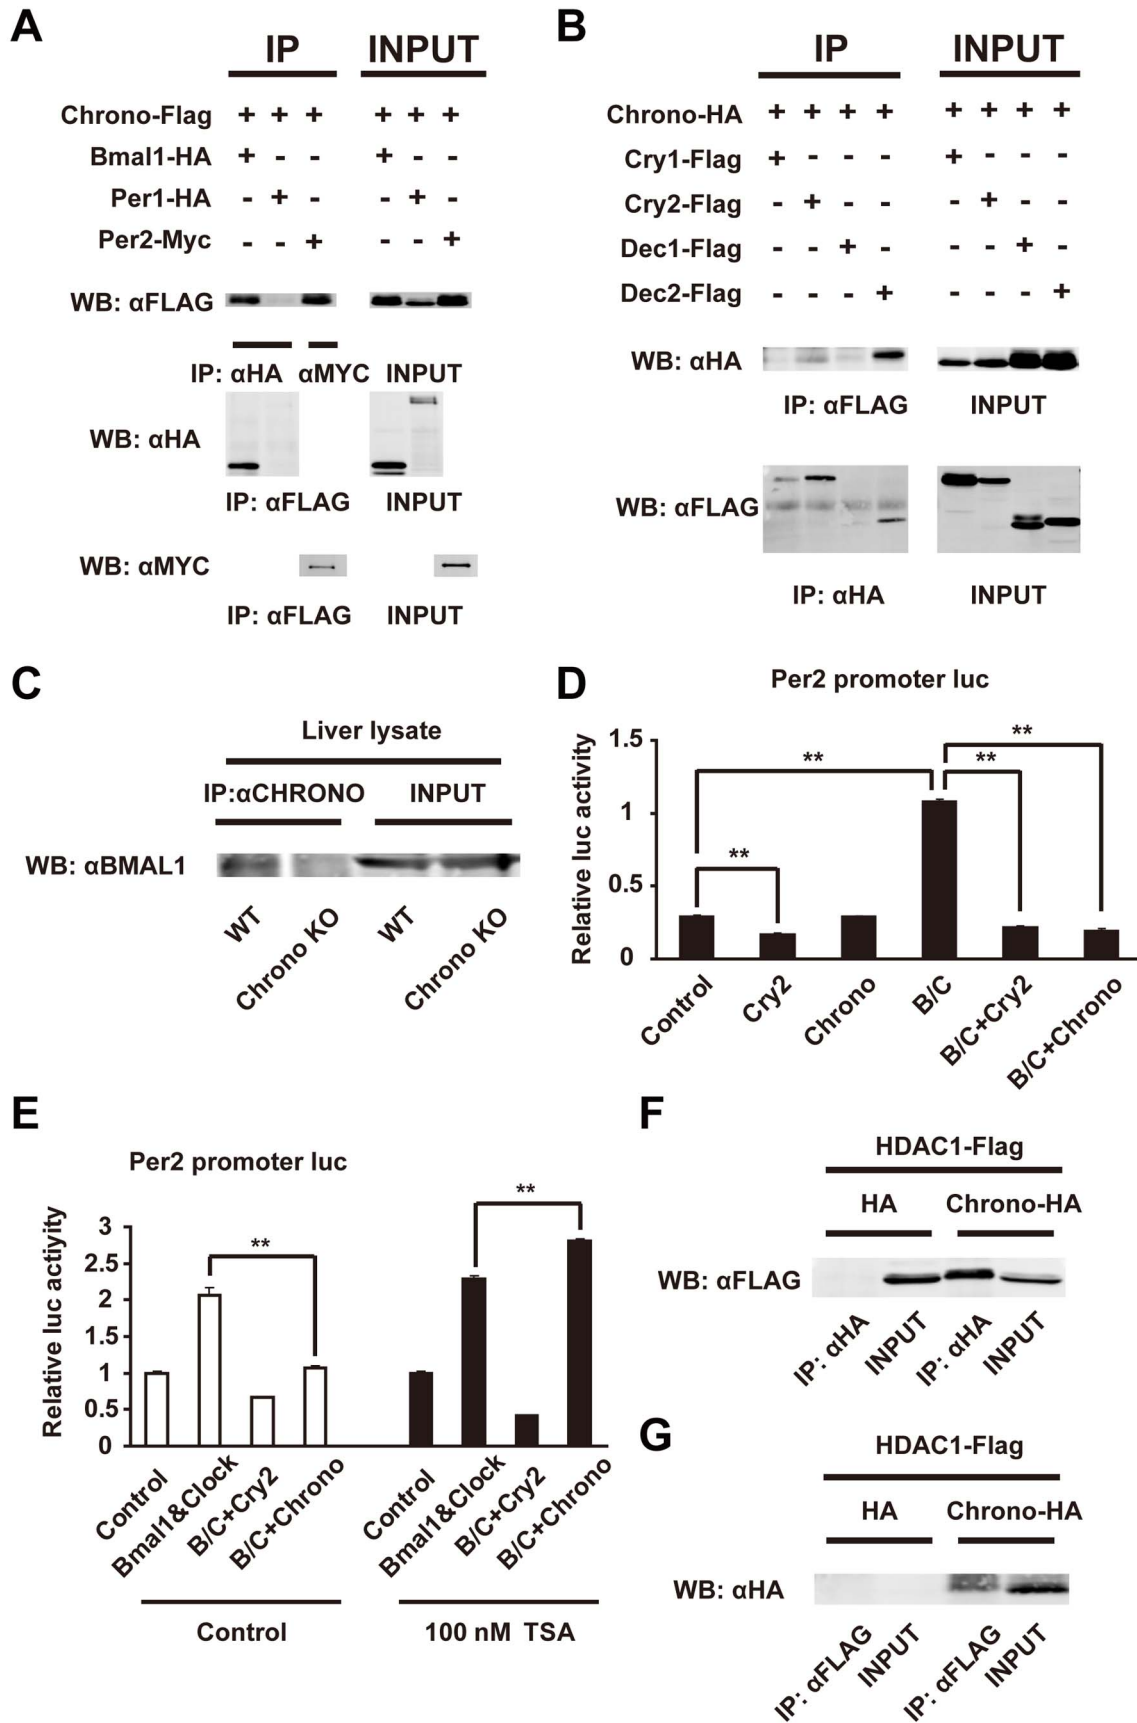 A
IP INPUT
Chrono-Flag + + + + + +
Bmal1-HA + - - + - -
Per1-HA - + - - + -
Per2-Myc - - + - - +
WB: αFLAG
IP: αHA αMYC INPUT
WB: αHA
IP: αFLAG INPUT
WB: αMYC
IP: αFLAG INPUT
B
IP INPUT
Chrono-HA + + + + + + + +
Cry1-Flag + - - - + - - -
Cry2-Flag - + - - - + - -
Dec1-Flag - - + - - - + -
Dec2-Flag - - - + - - - +
WB: αHA
IP: αFLAG INPUT
WB: αFLAG
IP: αHA INPUT
C
Liver lysate
IP:αCHRONO INPUT
WB: αBMAL1
WT Chrono KO WT Chrono KO
D
Per2 promoter luc
Relative luc activity
1.5
1
0.5
0
** ** ** **
Control Cry2 Chrono B/C B/C+Cry2 B/C+Chrono
E
Per2 promoter luc
Relative luc actiyity
3
2.5
2
1.5
1
0.5
0
** **
Control Bmal1&Clock B/C+Cry2 B/C+Chrono Control Bmal1&Clock B/C+Cry2 B/C+Chrono
Control 100 nM TSA
F
HDAC1-Flag
HA Chrono-HA
WB: αFLAG
IP: αHA INPUT IP: αHA INPUT
G
HDAC1-Flag
HA Chrono-HA
WB: αHA
IP: αFLAG INPUT IP: αFLAG INPUT